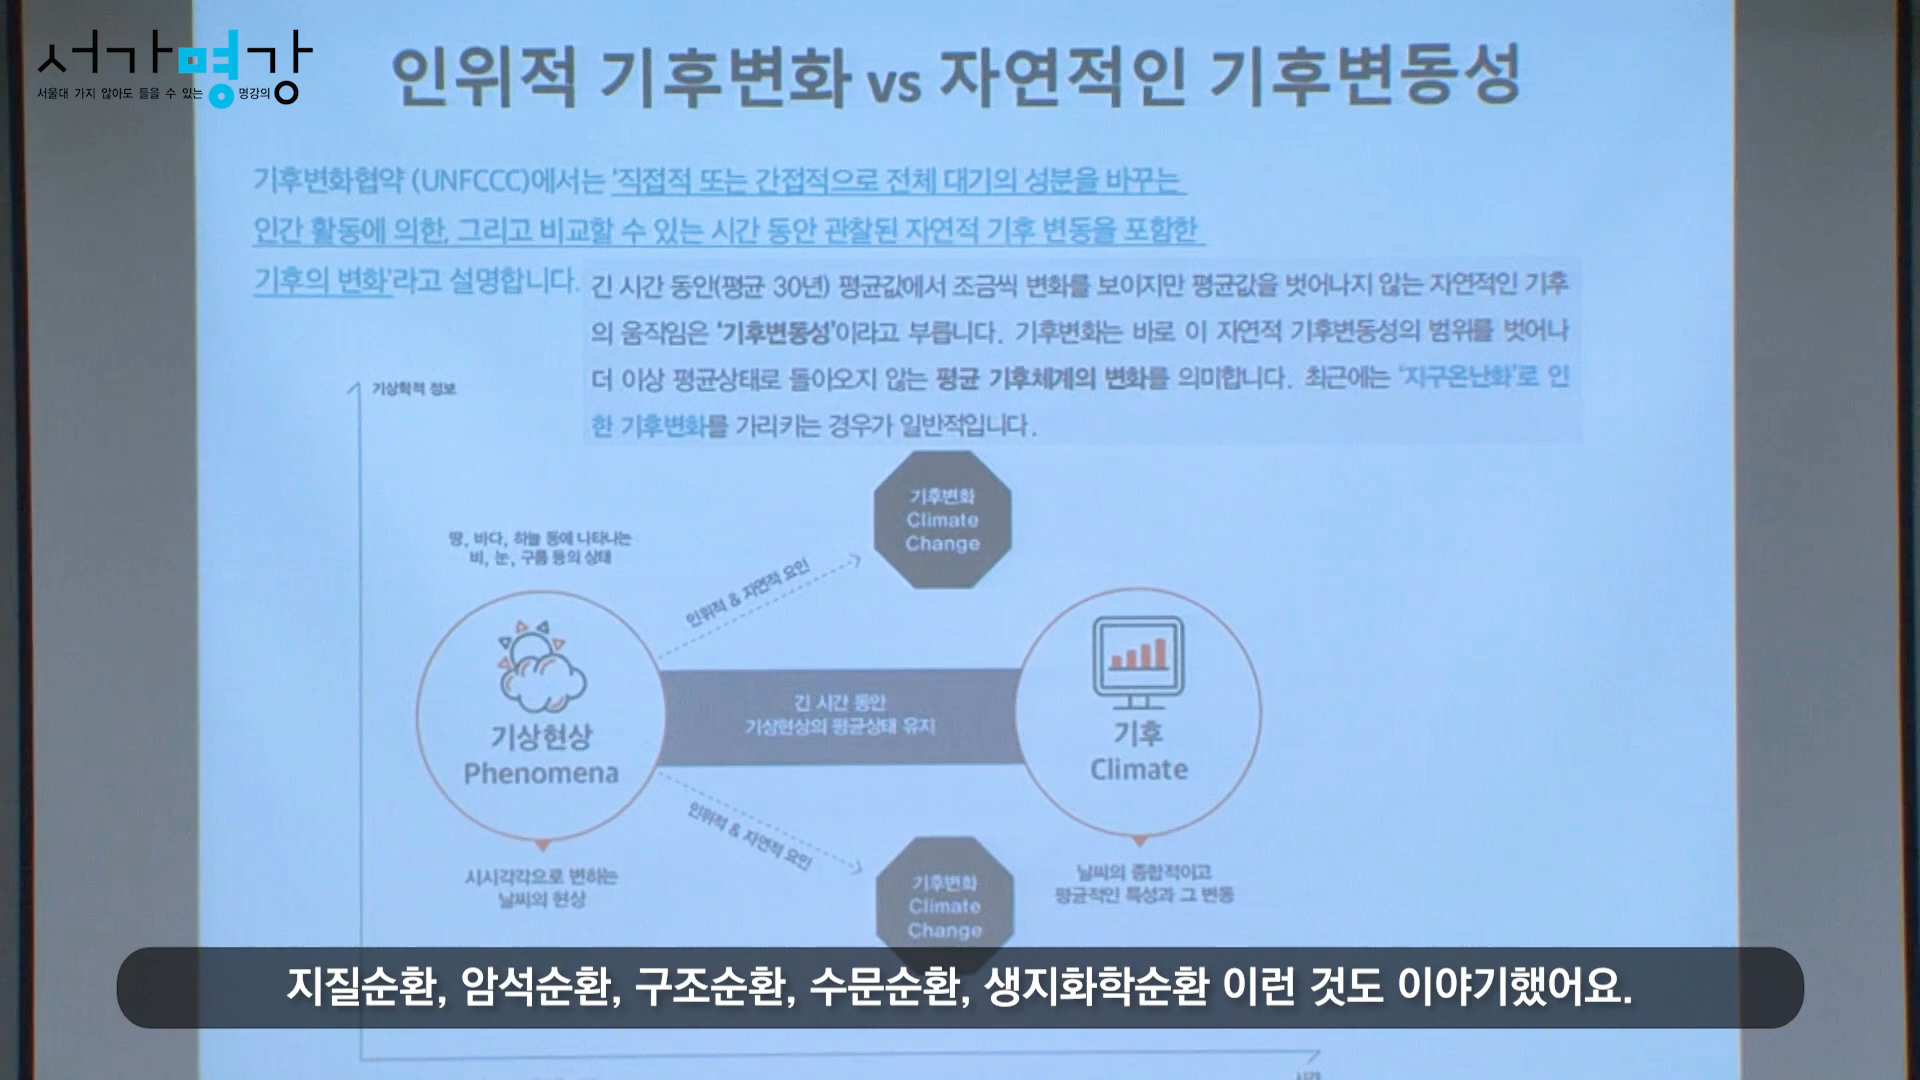 서가명강
서울대 가지 않아도 들을 수 있는 명강의
인위적 기후변화 vs 자연적인 기후변동성
기후변화협약 (UNFCCC)에서는 '직접적 또는 간접적으로 전체 대기의 성분을 바꾸는
인간 활동에 의한, 그리고 비교할 수 있는 시간 동안 관찰된 자연적 기후 변동을 포함한
기후의 변화'라고 설명합니다.
긴 시간 동안(평균 30년) 평균값에서 조금씩 변화를 보이지만 평균값을 벗어나지 않는 자연적인 기후
의 움직임은 '기후변동성'이라고 부릅니다. 기후변화는 바로 이 자연적 기후변동성의 범위를 벗어나
더 이상 평균상태로 돌아오지 않는 평균 기후체계의 변화를 의미합니다. 최근에는 '지구온난화'로 인
한 기후변화를 가리키는 경우가 일반적입니다.
기상학적 정보
기후변화
Climate
Change
땅, 바다, 하늘 등에 나타나는
비, 눈, 구름 등의 상태
인위적 & 자연적 요인
기상현상
Phenomena
긴 시간 동안
기상현상의 평균상태 유지
기후
Climate
인위적 & 자연적 요인
시시각각으로 변하는
날씨의 현상
기후변화
Climate
Change
날씨의 종합적이고
평균적인 특성과 그 변동
지질순환, 암석순환, 구조순환, 수문순환, 생지화학순환 이런 것도 이야기했어요.
시간